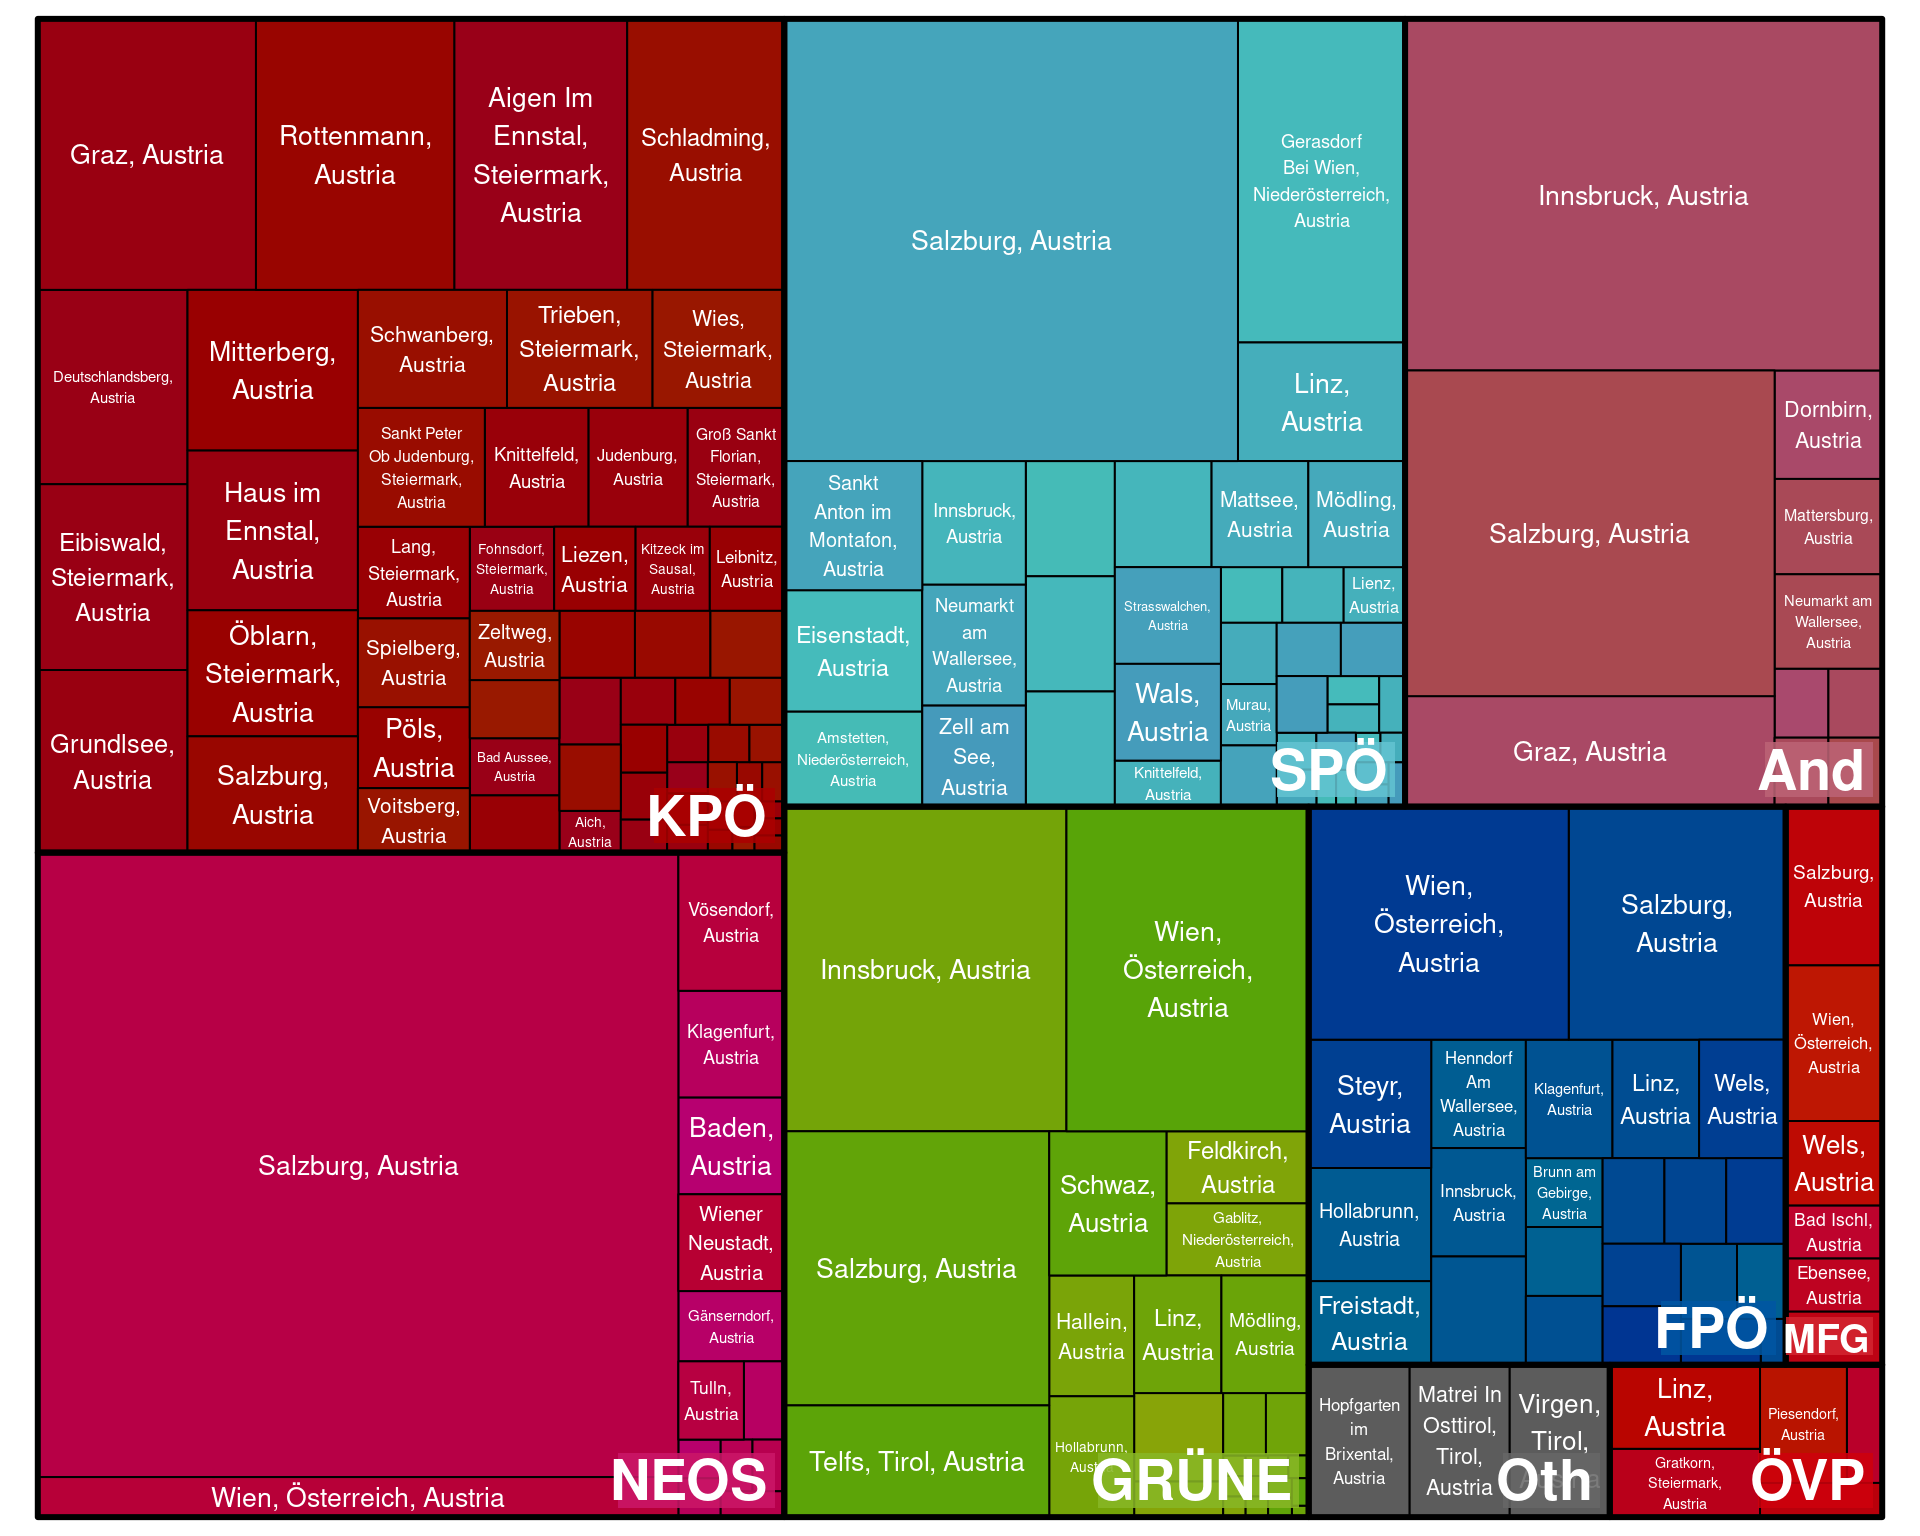 Graz, Austria
Rottenmann,
Austria
Aigen Im
Ennstal,
Steiermark,
Austria
Schladming,
Austria
Deutschlandsberg,
Austria
Mitterberg,
Austria
Schwanberg,
Austria
Trieben,
Steiermark,
Austria
Wies,
Steiermark,
Austria
Sankt Peter
Ob Judenburg,
Steiermark,
Austria
Knittelfeld,
Austria
Judenburg,
Austria
Groß Sankt
Florian,
Steiermark,
Austria
Eibiswald,
Steiermark,
Austria
Haus im
Ennstal,
Austria
Lang,
Steiermark,
Austria
Fohnsdorf,
Steiermark,
Austria
Liezen,
Austria
Kitzeck im
Sausal,
Austria
Leibnitz,
Austria
Öblarn,
Steiermark,
Austria
Spielberg,
Austria
Zeltweg,
Austria
Grundlsee,
Austria
Salzburg,
Austria
Pöls,
Austria
Bad Aussee,
Austria
Voitsberg,
Austria
Aich,
Austria
KPÖ
Salzburg, Austria
Gerasdorf
Bei Wien,
Niederösterreich,
Austria
Linz,
Austria
Sankt
Anton im
Montafon,
Austria
Innsbruck,
Austria
Mattsee,
Austria
Mödling,
Austria
Eisenstadt,
Austria
Neumarkt
am
Wallersee,
Austria
Strasswalchen,
Austria
Lienz,
Austria
Wals,
Austria
Murau,
Austria
Amstetten,
Niederösterreich,
Austria
Zell am
See,
Austria
Knittelfeld,
Austria
SPÖ
Innsbruck, Austria
Salzburg, Austria
Dornbirn,
Austria
Mattersburg,
Austria
Neumarkt am
Wallersee,
Austria
Graz, Austria
And
Salzburg, Austria
Vösendorf,
Austria
Klagenfurt,
Austria
Baden,
Austria
Wiener
Neustadt,
Austria
Gänserndorf,
Austria
Tulln,
Austria
Wien, Österreich, Austria
NEOS
Innsbruck, Austria
Wien,
Österreich,
Austria
Salzburg, Austria
Schwaz,
Austria
Feldkirch,
Austria
Gablitz,
Niederösterreich,
Austria
Hallein,
Austria
Linz,
Austria
Mödling,
Austria
Telfs, Tirol, Austria
Hollabrunn,
Austria
GRÜNE
Wien,
Österreich,
Austria
Salzburg,
Austria
Steyr,
Austria
Henndorf
Am
Wallersee,
Austria
Klagenfurt,
Austria
Linz,
Austria
Wels,
Austria
Hollabrunn,
Austria
Innsbruck,
Austria
Brunn am
Gebirge,
Austria
Freistadt,
Austria
FPÖ
Salzburg,
Austria
Wien,
Österreich,
Austria
Wels,
Austria
Bad Ischl,
Austria
Ebensee,
Austria
MFG
Hopfgarten
im
Brixental,
Austria
Matrei In
Osttirol,
Tirol,
Austria
Virgen,
Tirol,
Austria
Oth
Linz,
Austria
Piesendorf,
Austria
Gratkorn,
Steiermark,
Austria
ÖVP